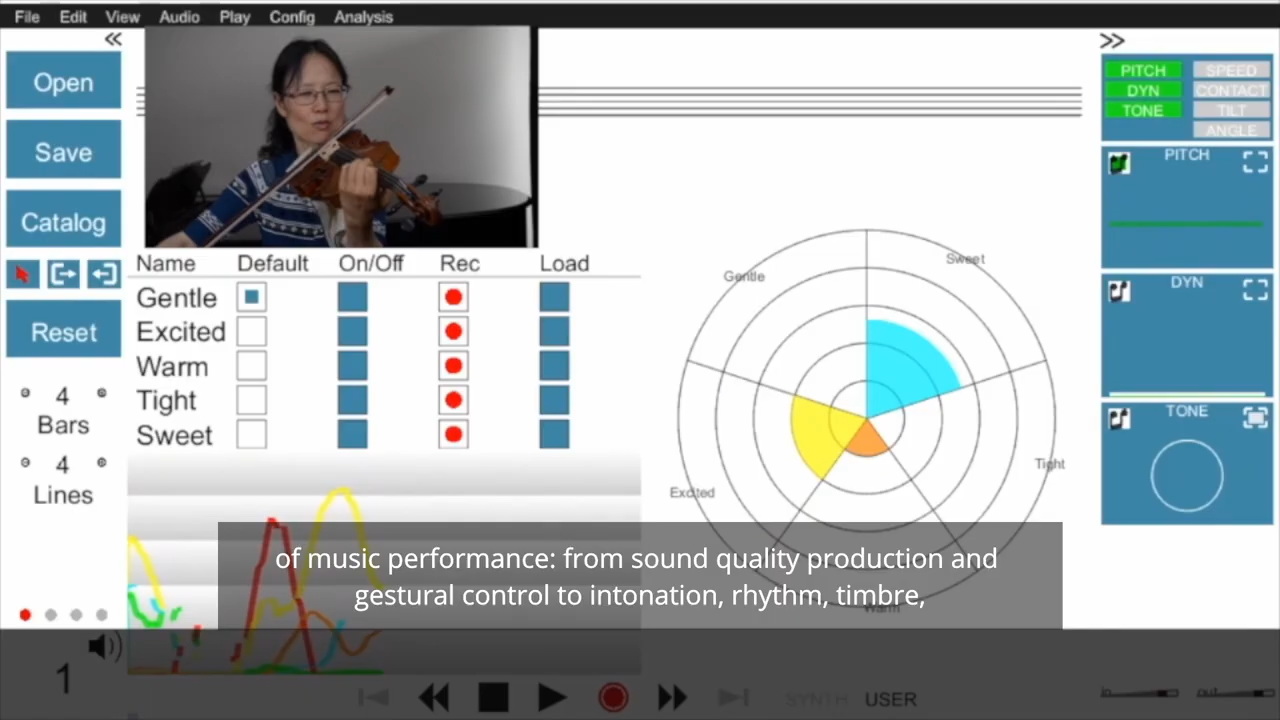 File Edit View Audio Play Config Analysis
«
»
Open
Save
Catalog
Reset
4
Bars
4
Lines
1
Name Default On/Off Rec Load
Gentle
Excited
Warm
Tight
Sweet
Gentle
Sweet
Excited
Tight
Warm
PITCH SPEED
DYN CONTACT
TONE TILT
ANGLE
PITCH
DYN
TONE
of music performance: from sound quality production and
gestural control to intonation, rhythm, timbre,
SYNTH USER
in out